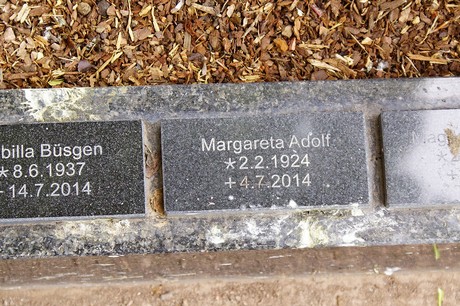 billa Büsgen
*8.6.1937
+14.7.2014
Margareta Adolf
*2.2.1924
+4.7.2014